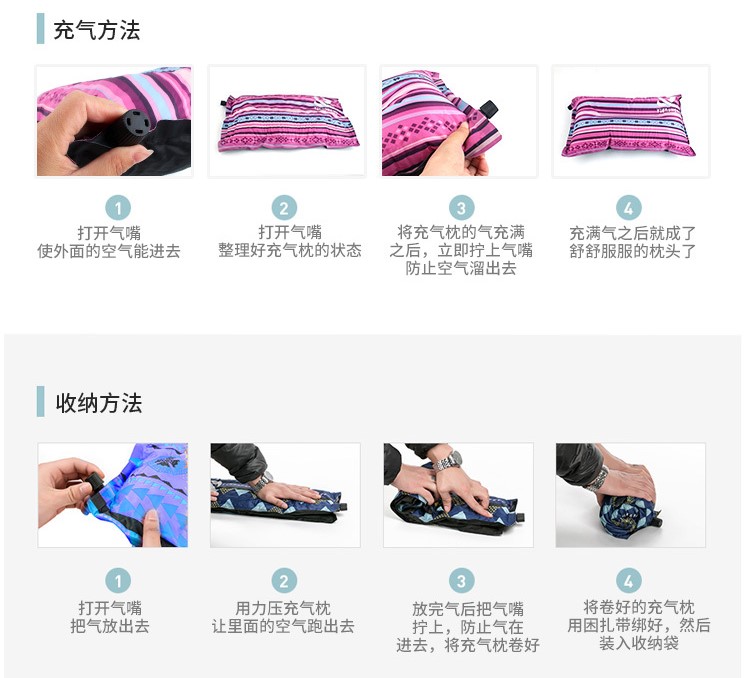 充气方法
1
打开气嘴
使外面的空气能进去
2
打开气嘴
整理好充气枕的状态
3
将充气枕的气充满
之后，立即拧上气嘴
防止空气溜出去
4
充满气之后就成了
舒舒服服的枕头了
收纳方法
1
打开气嘴
把气放出去
2
用力压充气枕
让里面的空气跑出去
3
放完气后把气嘴
拧上，防止气在
进去，将充气枕卷好
4
将卷好的充气枕
用困扎带绑好，然后
装入收纳袋